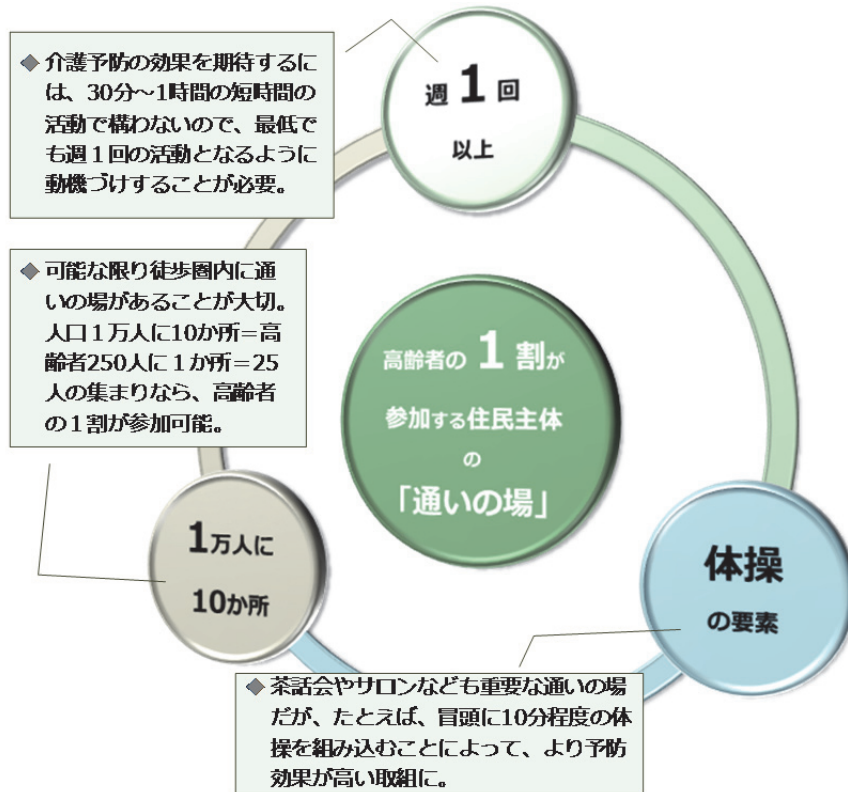 ◆ 介護予防の効果を期待するに
は、30分～1時間の短時間の
活動で構わないので、最低で
も週１回の活動となるように
動機づけすることが必要。
週 1 回
以上
◆ 可能な限り徒歩圏内に通
いの場があることが大切。
人口１万人に10か所＝高
齢者250人に１か所＝25
人の集まりなら、高齢者
の１割が参加可能。
高齢者の 1 割が
参加する住民主体
の
「通いの場」
1万人に
10か所
体操
の要素
◆ 茶話会やサロンなども重要な通いの場
だが、たとえば、冒頭に10分程度の体
操を組み込むことによって、より予防
効果が高い取組に。